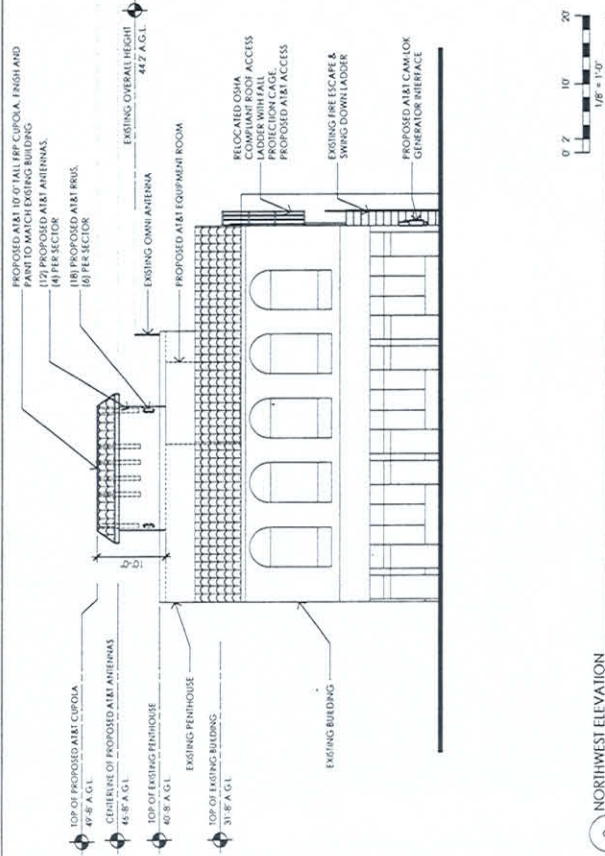 PROPOSED AT&T 10'-0" TALL FRP CUPOLA, FINISH AND
PAINT TO MATCH EXISTING BUILDING
(12) PROPOSED AT&T ANTENNAS,
(4) PER SECTOR
(18) PROPOSED AT&T RRUS,
(6) PER SECTOR
EXISTING OVERALL HEIGHT
44'2' A.G.L.
EXISTING OMNI ANTENNA
PROPOSED AT&T EQUIPMENT ROOM
RELOCATED OSHA
COMPLIANT ROOF ACCESS
LADDER WITH FALL
PROTECTION CAGE,
PROPOSED AT&T ACCESS
EXISTING FIRE ESCAPE &
SWING DOWN LADDER
PROPOSED AT&T CAM-LOK
GENERATOR INTERFACE
10'-0"
TOP OF PROPOSED AT&T CUPOLA
49'-8" A.G.L.
CENTERLINE OF PROPOSED AT&T ANTENNAS
46'-8" A.G.L.
TOP OF EXISTING PENTHOUSE
40'-8" A.G.L.
EXISTING PENTHOUSE
TOP OF EXISTING BUILDING
31'-8" A.G.L.
EXISTING BUILDING
NORTHWEST ELEVATION
0' 2' 10' 20'
1/8" = 1'-0"